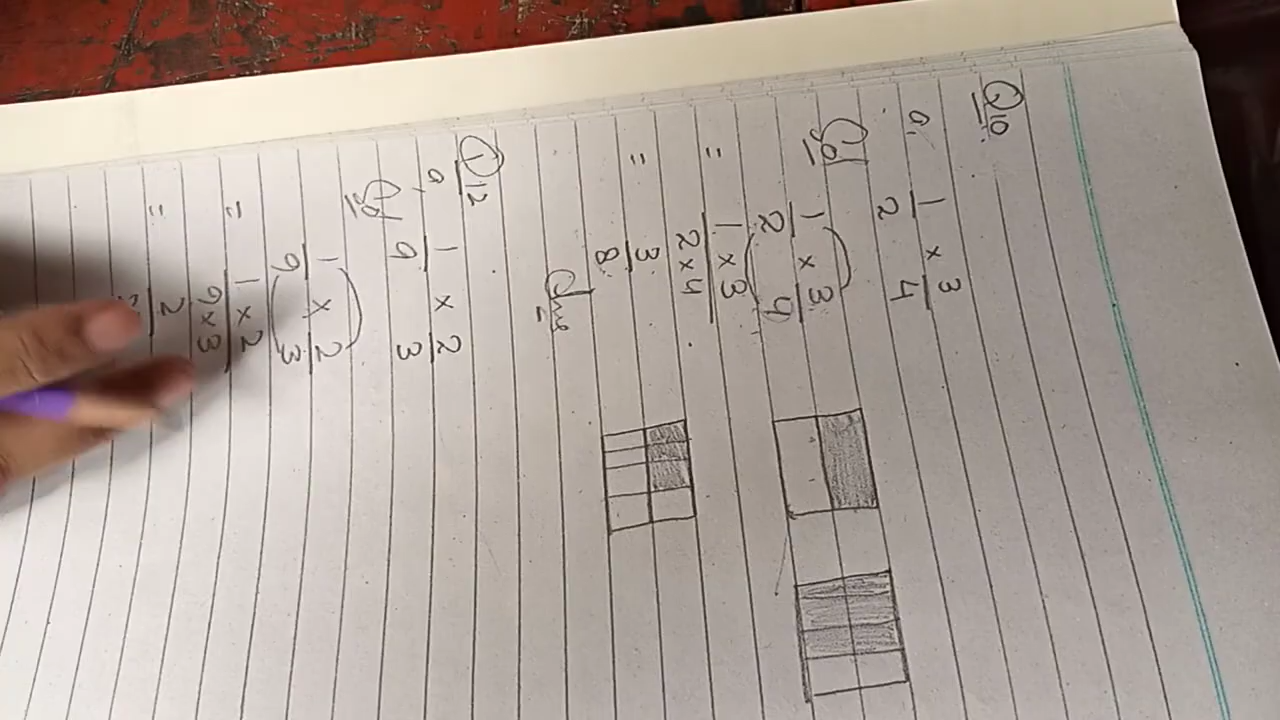 Q10.
a. 1/2 × 3/4
Sol
1/2 × 3/4
= 1 × 3 / 2 × 4
= 3/8
Ans
Q12
a, 1/9 × 2/3
Sol
1/9 × 2/3
= 1 × 2 / 9 × 3
= 2